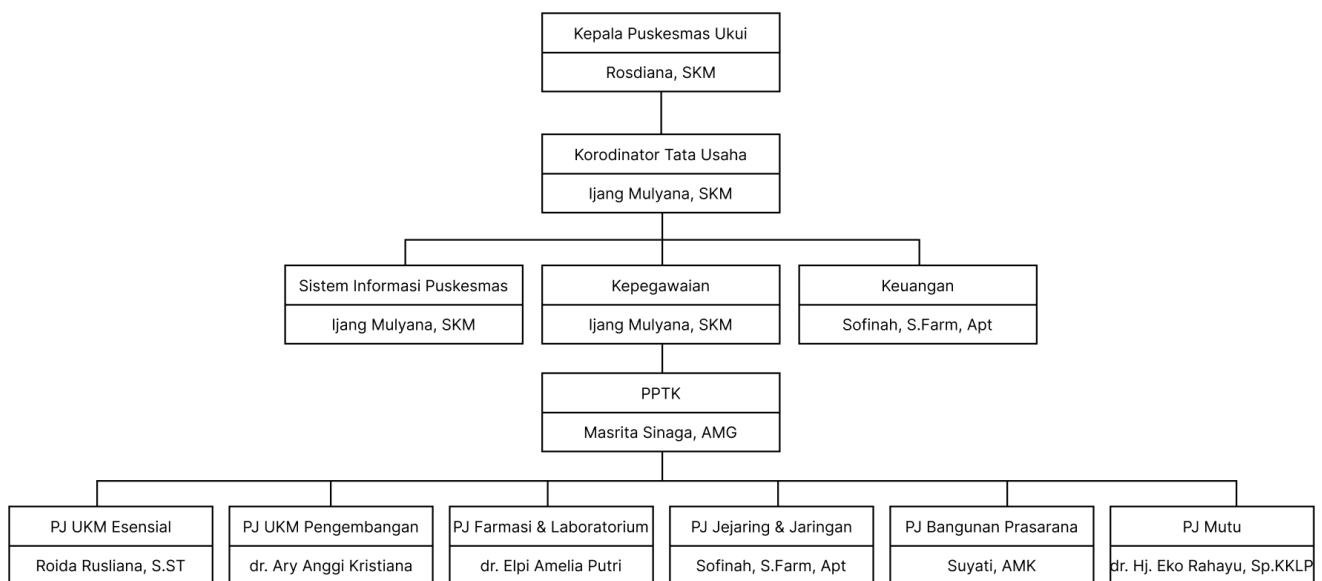 Kepala Puskesmas Ukui
Rosdiana, SKM
Korodinator Tata Usaha
Ijang Mulyana, SKM
Sistem Informasi Puskesmas
Ijang Mulyana, SKM
Kepegawaian
Ijang Mulyana, SKM
Keuangan
Sofinah, S.Farm, Apt
PPTK
Masrita Sinaga, AMG
PJ UKM Esensial
Roida Rusliana, S.ST
PJ UKM Pengembangan
dr. Ary Anggi Kristiana
PJ Farmasi & Laboratorium
dr. Elpi Amelia Putri
PJ Jejaring & Jaringan
Sofinah, S.Farm, Apt
PJ Bangunan Prasarana
Suyati, AMK
PJ Mutu
dr. Hj. Eko Rahayu, Sp.KKLP